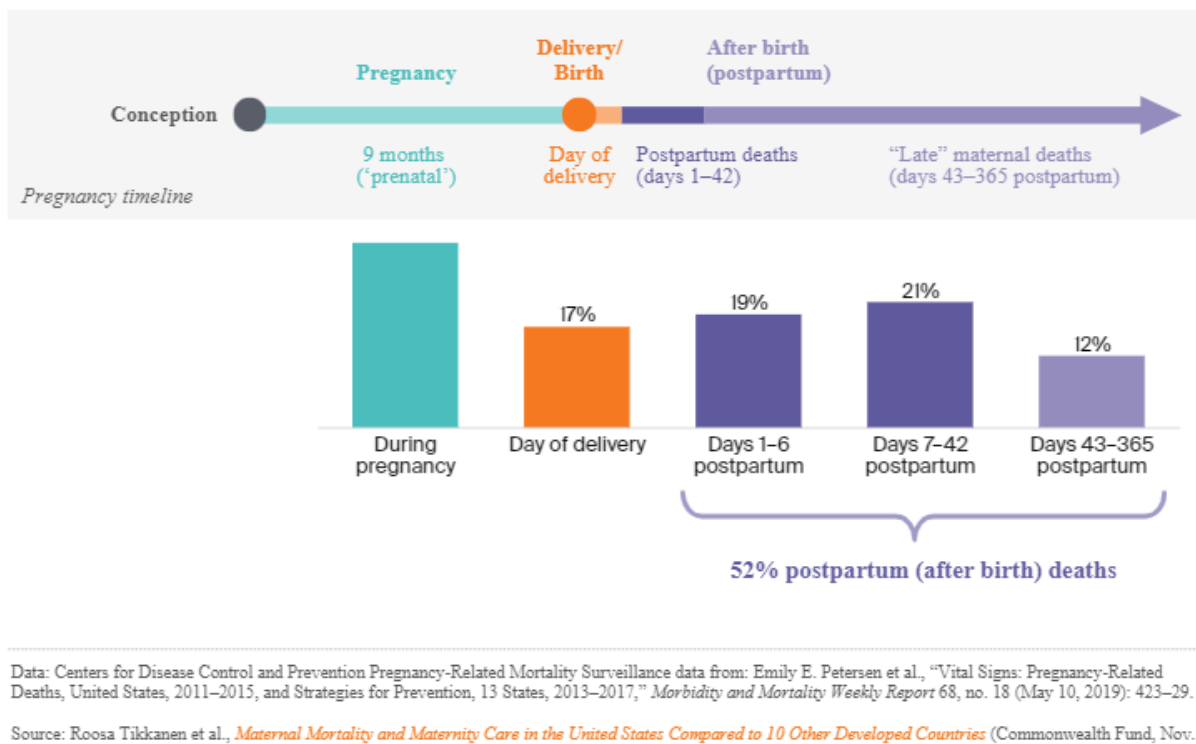 Delivery/
Birth
After birth
(postpartum)
Pregnancy
Conception
9 months
('prenatal')
Day of
delivery
Postpartum deaths
(days 1–42)
“Late” maternal deaths
(days 43–365 postpartum)
Pregnancy timeline
17%
19%
21%
12%
During
pregnancy
Day of delivery
Days 1–6
postpartum
Days 7–42
postpartum
Days 43–365
postpartum
52% postpartum (after birth) deaths
Data: Centers for Disease Control and Prevention Pregnancy-Related Mortality Surveillance data from: Emily E. Petersen et al., “Vital Signs: Pregnancy-Related
Deaths, United States, 2011–2015, and Strategies for Prevention, 13 States, 2013–2017,” Morbidity and Mortality Weekly Report 68, no. 18 (May 10, 2019): 423–29.
Source: Roosa Tikkanen et al., Maternal Mortality and Maternity Care in the United States Compared to 10 Other Developed Countries (Commonwealth Fund, Nov.